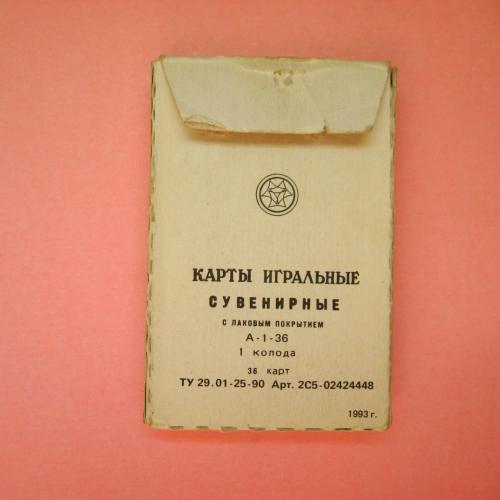 КАРТЫ ИГРАЛЬНЫЕ
СУВЕНИРНЫЕ
С ЛАКОВЫМ ПОКРЫТИЕМ
А-1-36
1 колода
36 карт
ТУ 29.01-25-90 Арт. 2С5-02424448
1993 г.